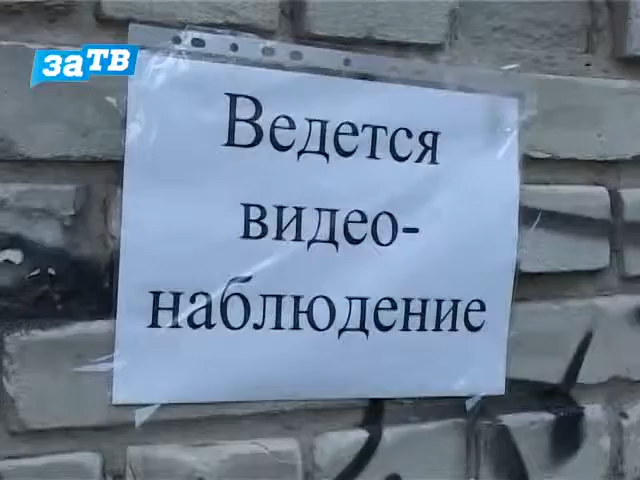 заТВ
Ведется
видео-
наблюдение